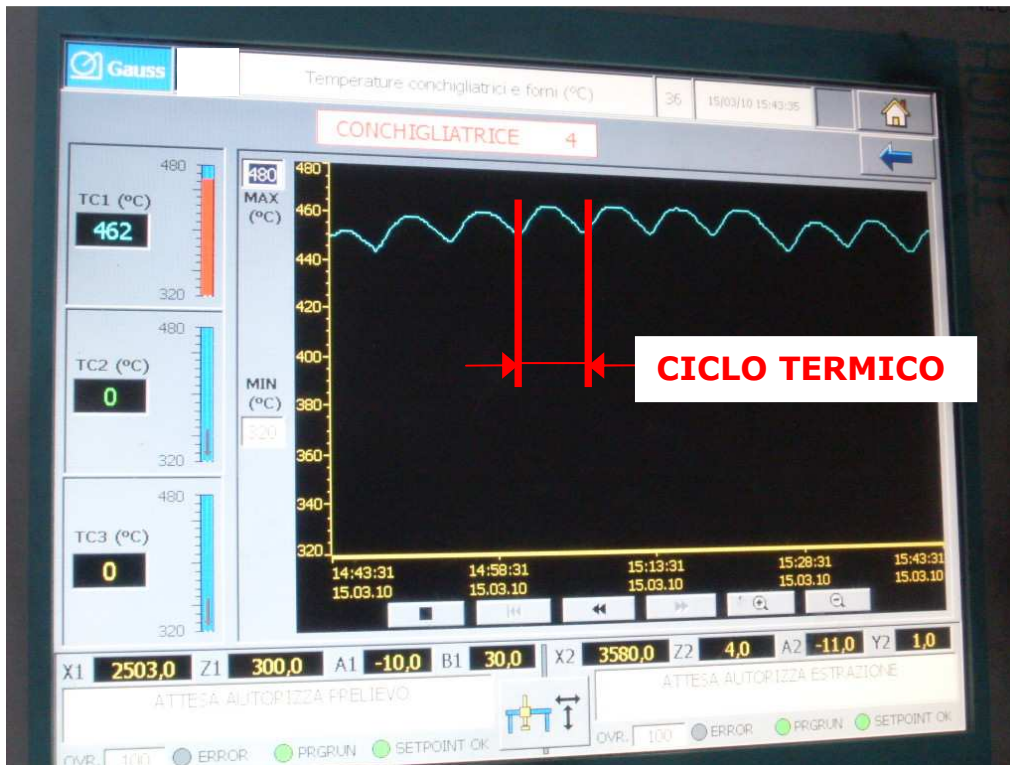 Gauss
Temperature conchigliatrici e forni (°C)
36
15/03/10 15:43:35
CONCHIGLIATRICE 4
TC1 (°C)
462
480
320
TC2 (°C)
0
480
320
TC3 (°C)
0
480
320
480
MAX
(°C)
MIN
(°C)
320
480
460
440
420
400
380
360
340
320
CICLO TERMICO
14:43:31
15.03.10
14:58:31
15.03.10
15:13:31
15.03.10
15:28:31
15.03.10
15:43:31
15.03.10
X1 2503,0 Z1 300,0 A1 -10,0 B1 30,0
ATTESA AUTORIZZA PRELIEVO
OVR. 100 ERROR PRGRUN SETPOINT OK
X2 3580,0 Z2 4,0 A2 -11,0 Y2 1,0
ATTESA AUTORIZZA ESTRAZIONE
OVR. 100 ERROR PRGRUN SETPOINT OK